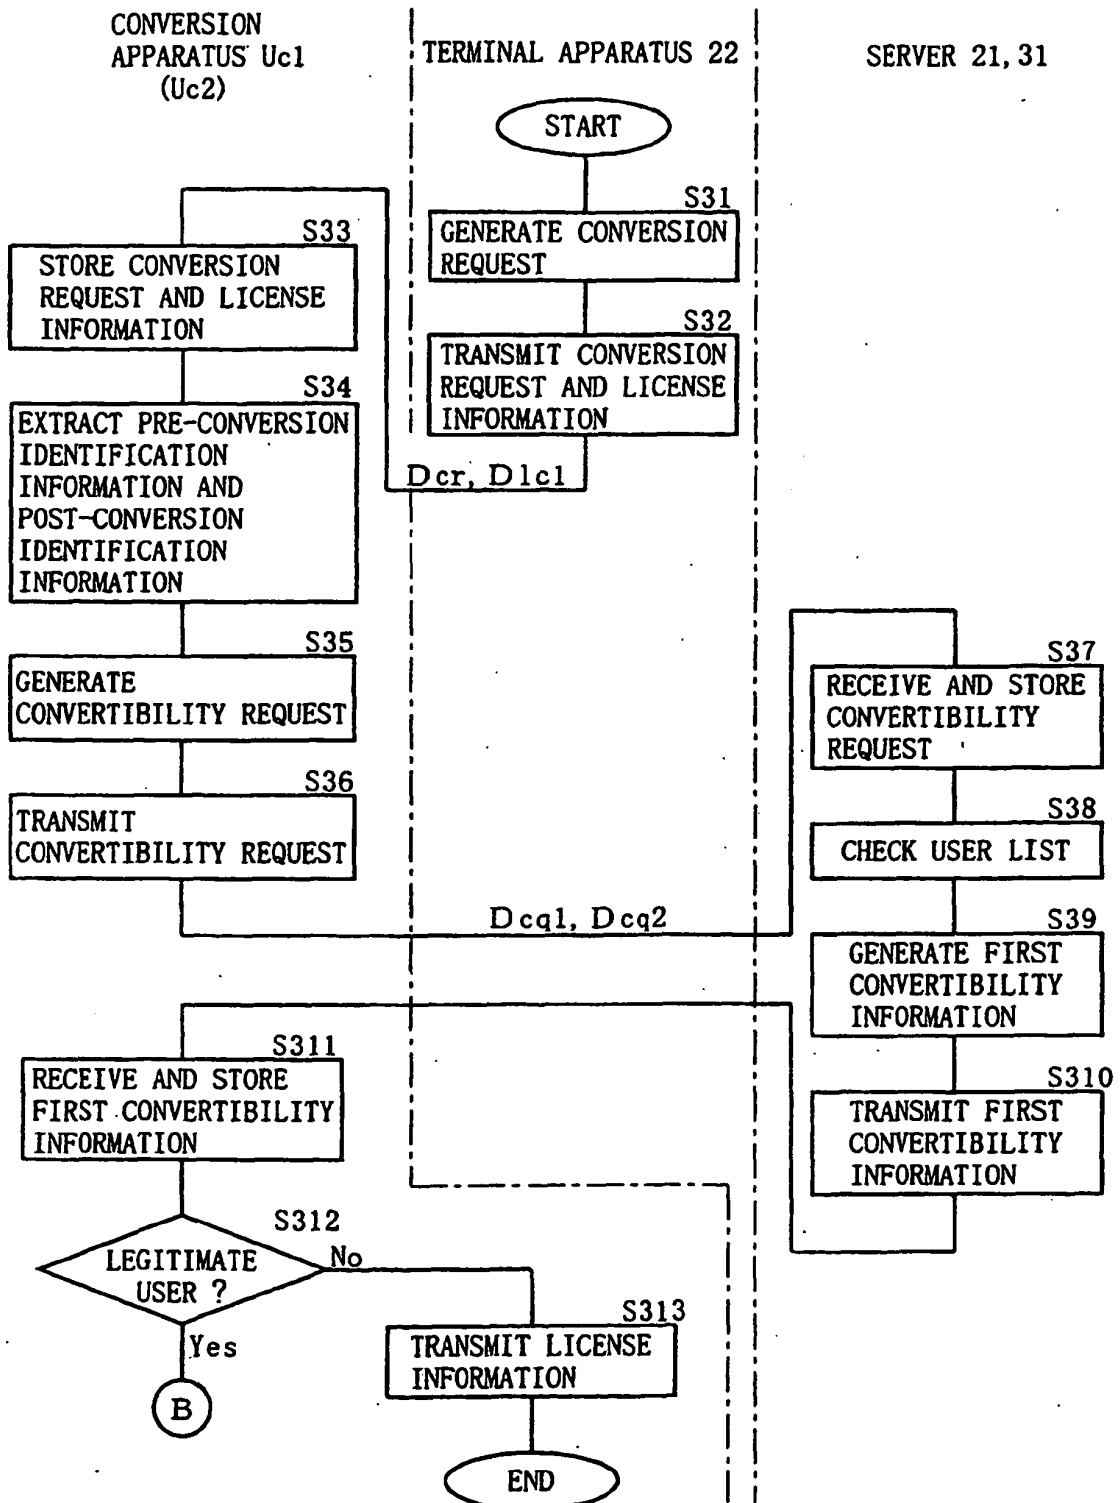 CONVERSION
APPARATUS Uc1
(Uc2)
TERMINAL APPARATUS 22
SERVER 21, 31
START
S31
GENERATE CONVERSION
REQUEST
S32
TRANSMIT CONVERSION
REQUEST AND LICENSE
INFORMATION
Dcr, Dlc1
S33
STORE CONVERSION
REQUEST AND LICENSE
INFORMATION
S34
EXTRACT PRE-CONVERSION
IDENTIFICATION
INFORMATION AND
POST-CONVERSION
IDENTIFICATION
INFORMATION
S35
GENERATE
CONVERTIBILITY REQUEST
S36
TRANSMIT
CONVERTIBILITY REQUEST
Dcq1, Dcq2
S37
RECEIVE AND STORE
CONVERTIBILITY
REQUEST
S38
CHECK USER LIST
S39
GENERATE FIRST
CONVERTIBILITY
INFORMATION
S310
TRANSMIT FIRST
CONVERTIBILITY
INFORMATION
S311
RECEIVE AND STORE
FIRST CONVERTIBILITY
INFORMATION
S312
LEGITIMATE
USER ?
No
Yes
B
S313
TRANSMIT LICENSE
INFORMATION
END